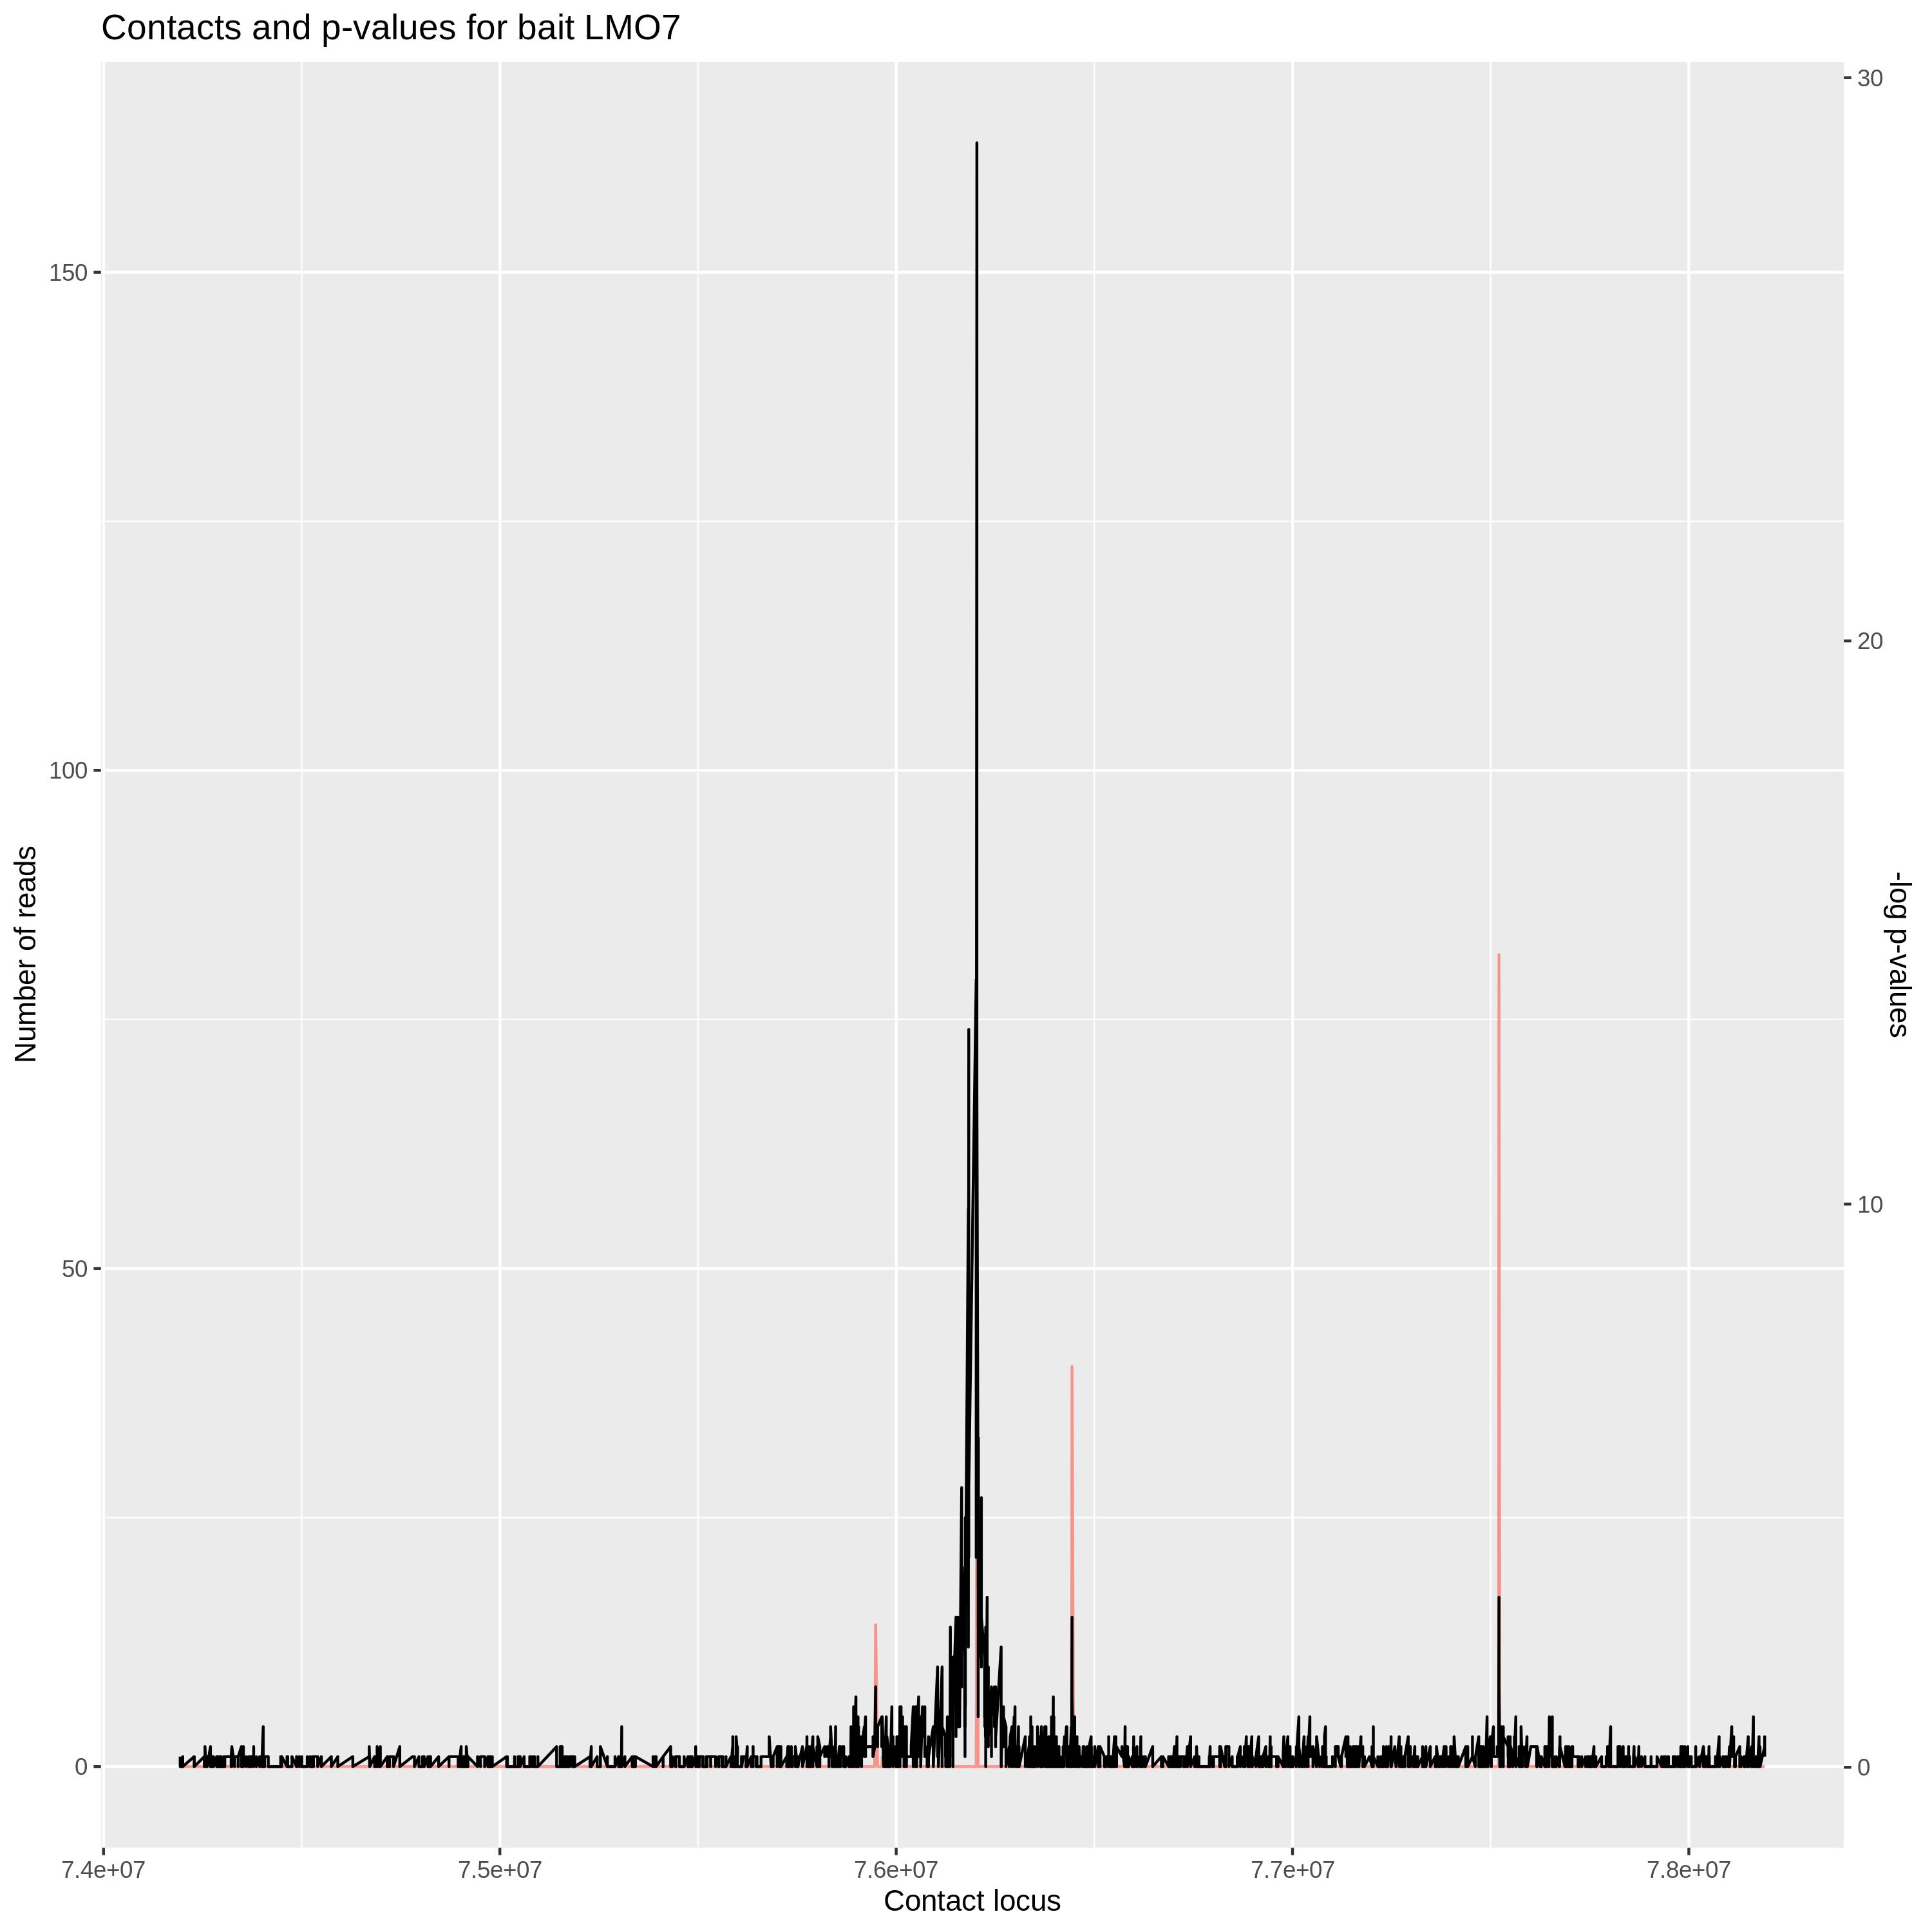 Contacts and p-values for bait LMO7
30
150
20
100
Number of reads
-log p-values
10
50
0
0
7.4e+07
7.5e+07
7.6e+07
7.7e+07
7.8e+07
Contact locus